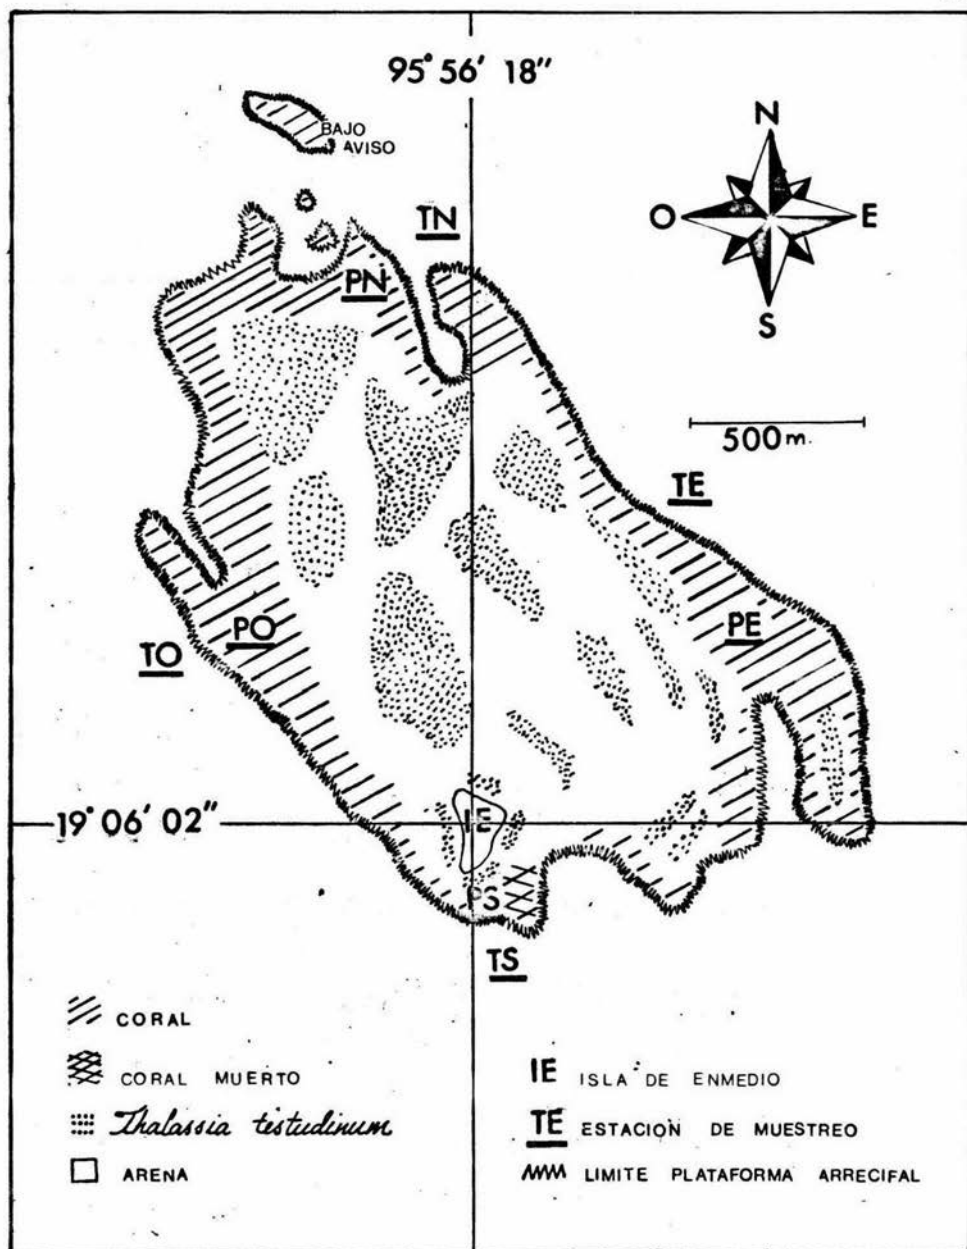 95° 56' 18"
BAJO
AVISO
N
TN
O
E
PN
S
500 m.
TE
PO
PE
TO
19° 06' 02"
IE
PS
TS
CORAL
CORAL MUERTO
Thalassia testudinum
ARENA
IE ISLA DE ENMEDIO
TE ESTACION DE MUESTREO
LIMITE PLATAFORMA ARRECIFAL